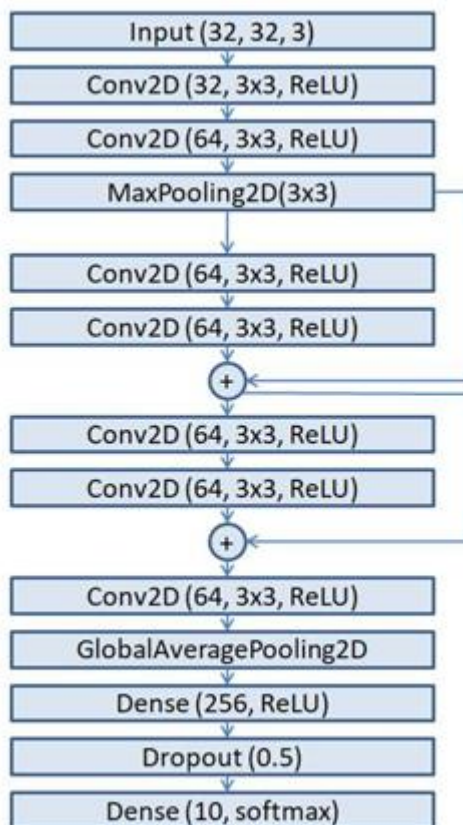 Input (32, 32, 3)
Conv2D (32, 3x3, ReLU)
Conv2D (64, 3x3, ReLU)
MaxPooling2D(3x3)
Conv2D (64, 3x3, ReLU)
Conv2D (64, 3x3, ReLU)
+
Conv2D (64, 3x3, ReLU)
Conv2D (64, 3x3, ReLU)
+
Conv2D (64, 3x3, ReLU)
GlobalAveragePooling2D
Dense (256, ReLU)
Dropout (0.5)
Dense (10, softmax)